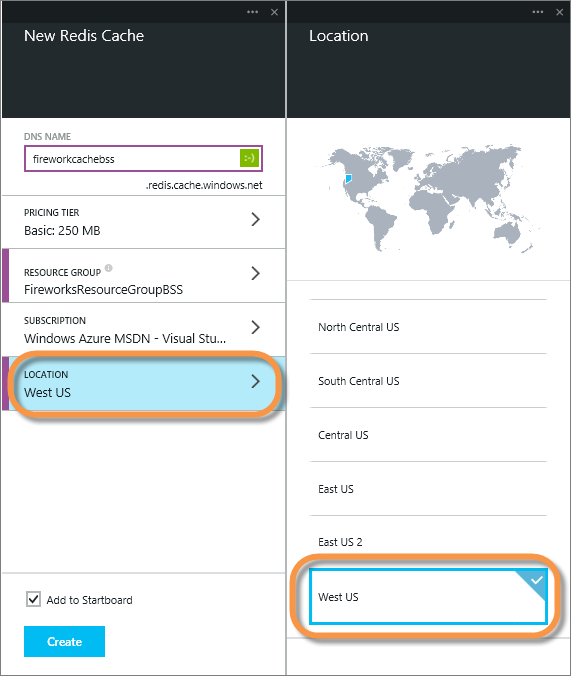 New Redis Cache
DNS NAME
fireworkcachebss
:-)
.redis.cache.windows.net
PRICING TIER
Basic: 250 MB
RESOURCE GROUP
FireworksResourceGroupBSS
SUBSCRIPTION
Windows Azure MSDN - Visual Stu...
LOCATION
West US
Add to Startboard
Create
Location
North Central US
South Central US
Central US
East US
East US 2
West US